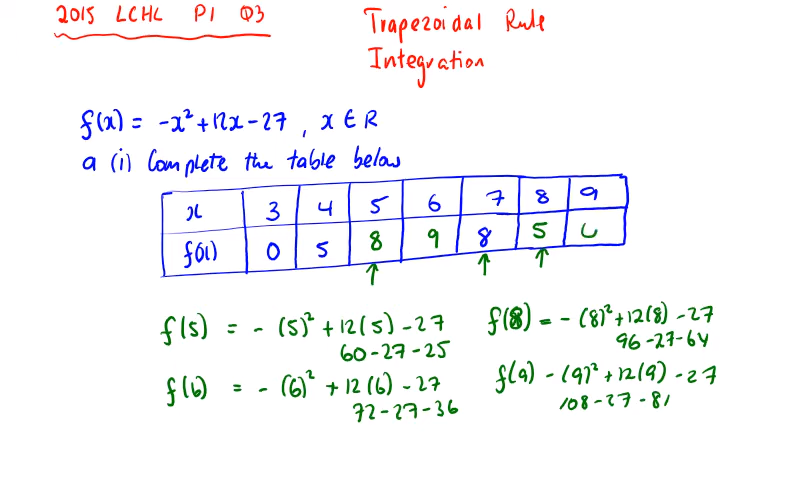 2015 LCHL P1 Q3
Trapezoidal Rule
Integration
f(x) = -x² + 12x - 27 , x ∈ R
a (i) Complete the table below
x 3 4 5 6 7 8 9
f(x) 0 5 8 9 8 5 0
↑ ↑ ↑
f(5) = - (5)² + 12(5) - 27
60 - 27 - 25
f(6) = - (6)² + 12(6) - 27
72 - 27 - 36
f(8) = - (8)² + 12(8) - 27
96 - 27 - 64
f(9) - (9)² + 12(9) - 27
108 - 27 - 81